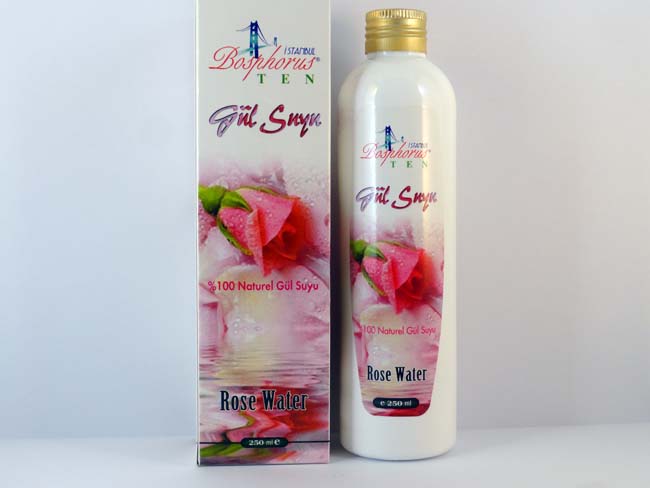 İSTANBUL
Bosphorus®
TEN
Gül Suyu
%100 Naturel Gül Suyu
Rose Water
250 ml e
İSTANBUL
Bosphorus®
TEN
Gül Suyu
100 Naturel Gül Suyu
Rose Water
e 250 ml